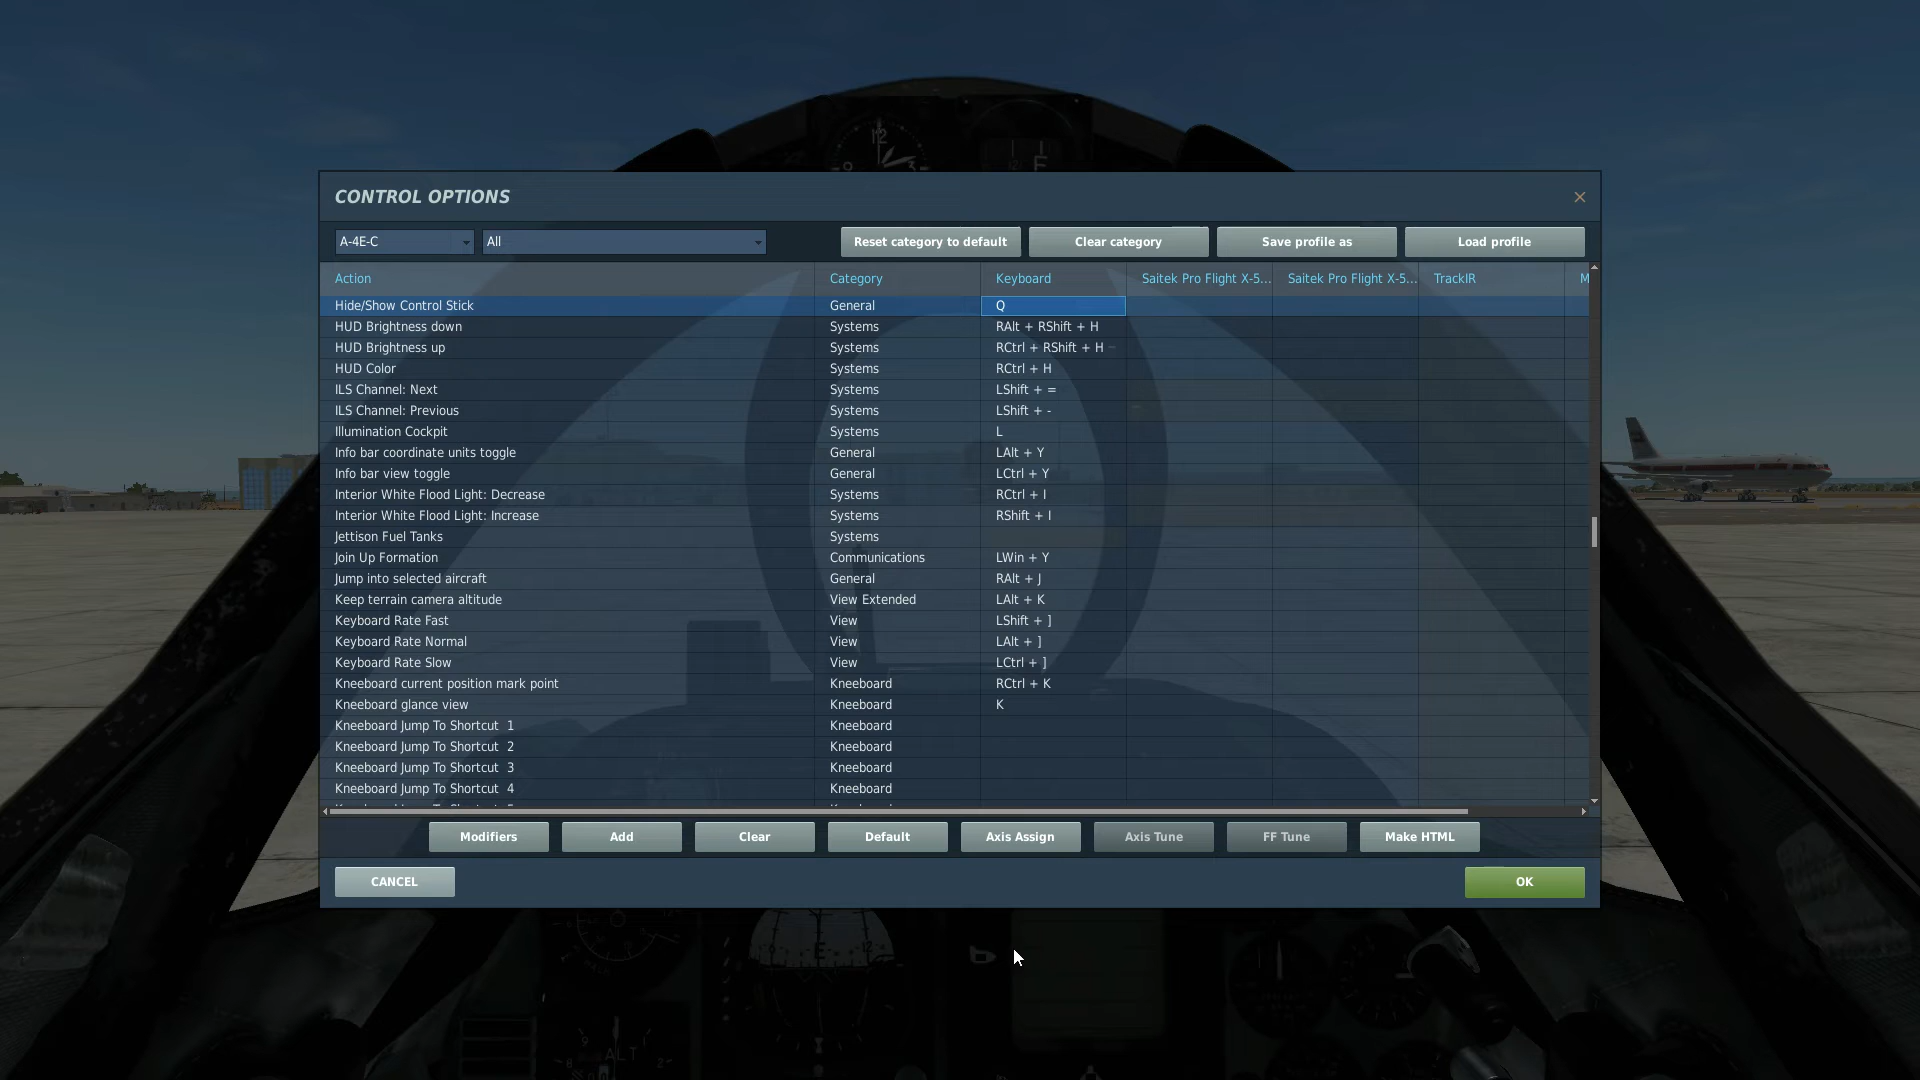 CONTROL OPTIONS
A-4E-C All Reset category to default Clear category Save profile as Load profile
Action Category Keyboard Saitek Pro Flight X-5... Saitek Pro Flight X-5... TrackIR M
Hide/Show Control Stick General Q
HUD Brightness down Systems RAlt + RShift + H
HUD Brightness up Systems RCtrl + RShift + H
HUD Color Systems RCtrl + H
ILS Channel: Next Systems LShift + =
ILS Channel: Previous Systems LShift + -
Illumination Cockpit Systems L
Info bar coordinate units toggle General LAlt + Y
Info bar view toggle General LCtrl + Y
Interior White Flood Light: Decrease Systems RCtrl + I
Interior White Flood Light: Increase Systems RShift + I
Jettison Fuel Tanks Systems
Join Up Formation Communications LWin + Y
Jump into selected aircraft General RAlt + J
Keep terrain camera altitude View Extended LAlt + K
Keyboard Rate Fast View LShift + ]
Keyboard Rate Normal View LAlt + ]
Keyboard Rate Slow View LCtrl + ]
Kneeboard current position mark point Kneeboard RCtrl + K
Kneeboard glance view Kneeboard K
Kneeboard Jump To Shortcut 1 Kneeboard
Kneeboard Jump To Shortcut 2 Kneeboard
Kneeboard Jump To Shortcut 3 Kneeboard
Kneeboard Jump To Shortcut 4 Kneeboard
Modifiers Add Clear Default Axis Assign Axis Tune FF Tune Make HTML
CANCEL OK
12
3
E
ALT